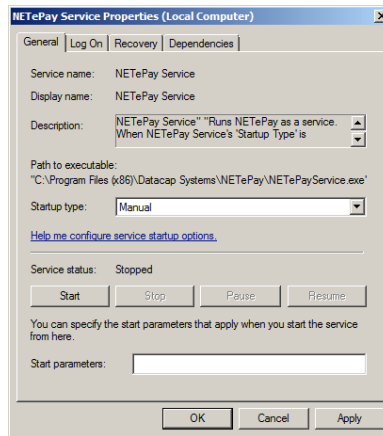 NETePay Service Properties (Local Computer)
General Log On Recovery Dependencies
Service name: NETePay Service
Display name: NETePay Service
Description: NETePay Service" "Runs NETePay as a service.
When NETePay Service's 'Startup Type' is
Path to executable:
"C:\Program Files (x86)\Datacap Systems\NETePay\NETePayService.exe"
Startup type: Manual
Help me configure service startup options.
Service status: Stopped
Start Stop Pause Resume
You can specify the start parameters that apply when you start the service
from here.
Start parameters:
OK Cancel Apply